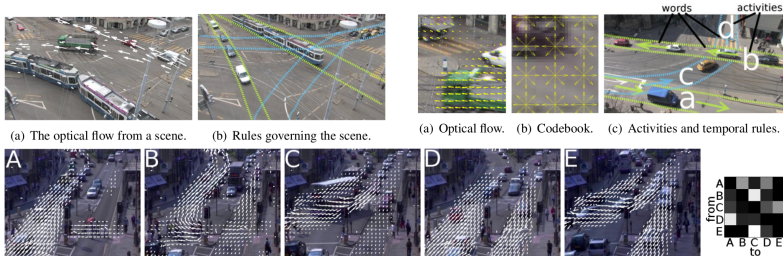 words
activities
d
b
c
a
(a) The optical flow from a scene.
(b) Rules governing the scene.
(a) Optical flow.
(b) Codebook.
(c) Activities and temporal rules.
A
B
C
D
E
from
A
B
C
D
E
A B C D E
to